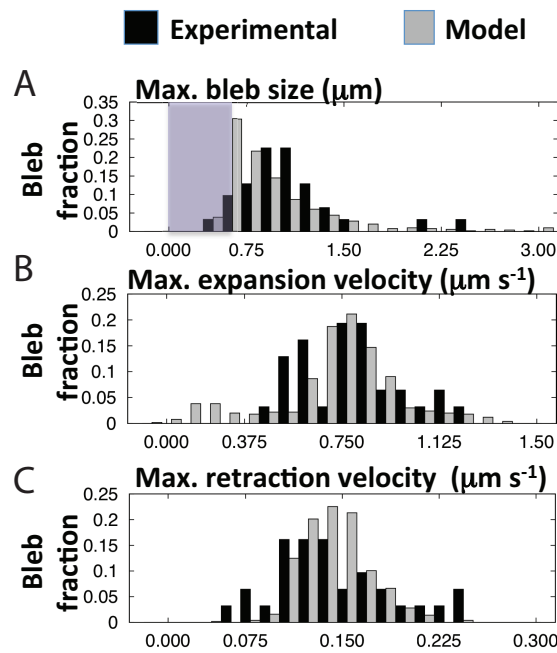 Experimental Model
A
Max. bleb size (μm)
Bleb
fraction
0.35
0.3
0.25
0.2
0.15
0.1
0.05
0
0.000 0.75 1.50 2.25 3.00
B
Max. expansion velocity (μm s⁻¹)
Bleb
fraction
0.25
0.2
0.15
0.1
0.05
0
0.000 0.375 0.750 1.125 1.50
C
Max. retraction velocity (μm s⁻¹)
Bleb
fraction
0.25
0.2
0.15
0.1
0.05
0
0.000 0.075 0.150 0.225 0.300